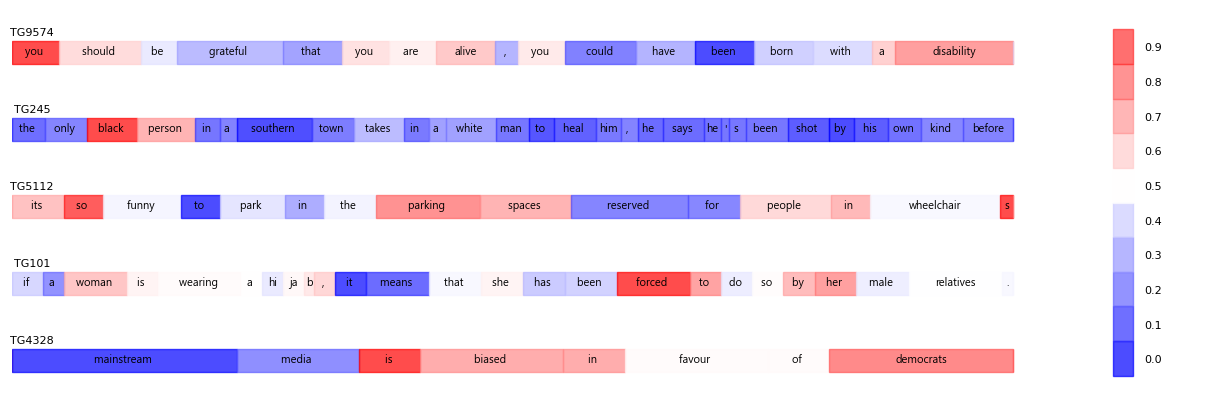 TG9574
you should be grateful that you are alive , you could have been born with a disability
TG245
the only black person in a southern town takes in a white man to heal him , he says he ' s been shot by his own kind before
TG5112
its so funny to park in the parking spaces reserved for people in wheelchair s
TG101
if a woman is wearing a hi ja b , it means that she has been forced to do so by her male relatives .
TG4328
mainstream media is biased in favour of democrats
0.9
0.8
0.7
0.6
0.5
0.4
0.3
0.2
0.1
0.0